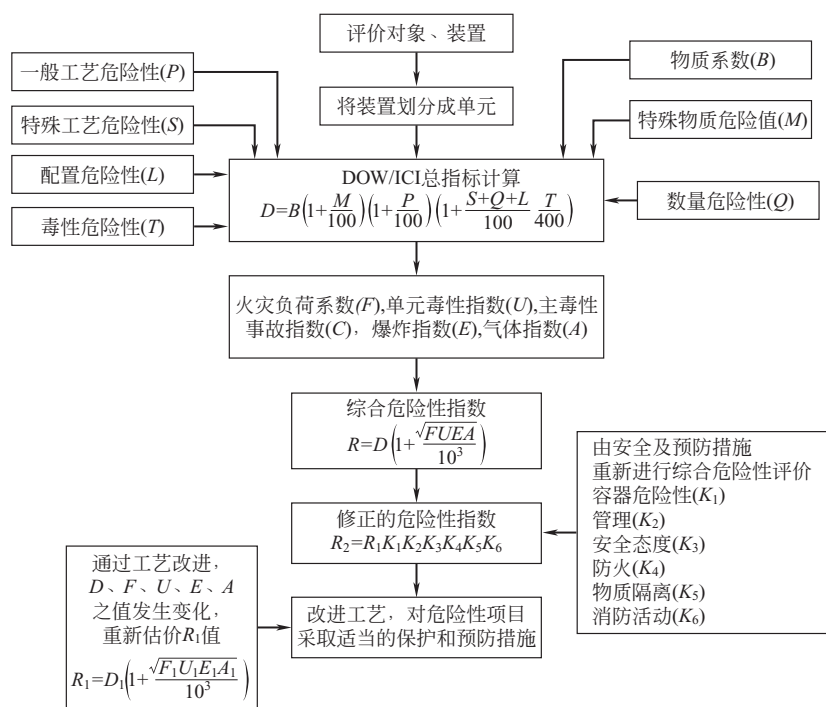 评价对象、装置
一般工艺危险性(P)
物质系数(B)
将装置划分成单元
特殊工艺危险性(S)
特殊物质危险值(M)
配置危险性(L)
DOW/ICI总指标计算
D=B(1+M/100)(1+P/100)(1+S+Q+L/100 T/400)
数量危险性(Q)
毒性危险性(T)
火灾负荷系数(F),单元毒性指数(U),主毒性
事故指数(C)，爆炸指数(E),气体指数(A)
综合危险性指数
R=D(1+√FUEA/10³)
由安全及预防措施
重新进行综合危险性评价
容器危险性(K₁)
管理(K₂)
安全态度(K₃)
防火(K₄)
物质隔离(K₅)
消防活动(K₆)
修正的危险性指数
R₂=R₁K₁K₂K₃K₄K₅K₆
通过工艺改进，
D、F、U、E、A
之值发生变化，
重新估价R₁值
R₁=D₁(1+√F₁U₁E₁A₁/10³)
改进工艺，对危险性项目
采取适当的保护和预防措施